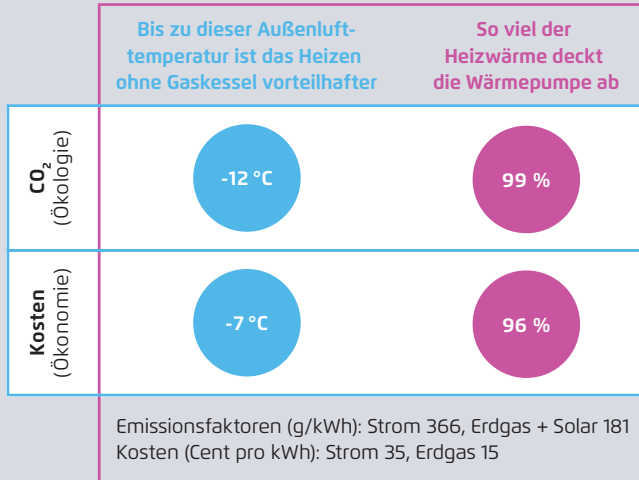 Bis zu dieser Außenluft-
temperatur ist das Heizen
ohne Gaskessel vorteilhafter
So viel der
Heizwärme deckt
die Wärmepumpe ab
CO₂
(Ökologie)
-12 °C
99 %
Kosten
(Ökonomie)
-7 °C
96 %
Emissionsfaktoren (g/kWh): Strom 366, Erdgas + Solar 181
Kosten (Cent pro kWh): Strom 35, Erdgas 15